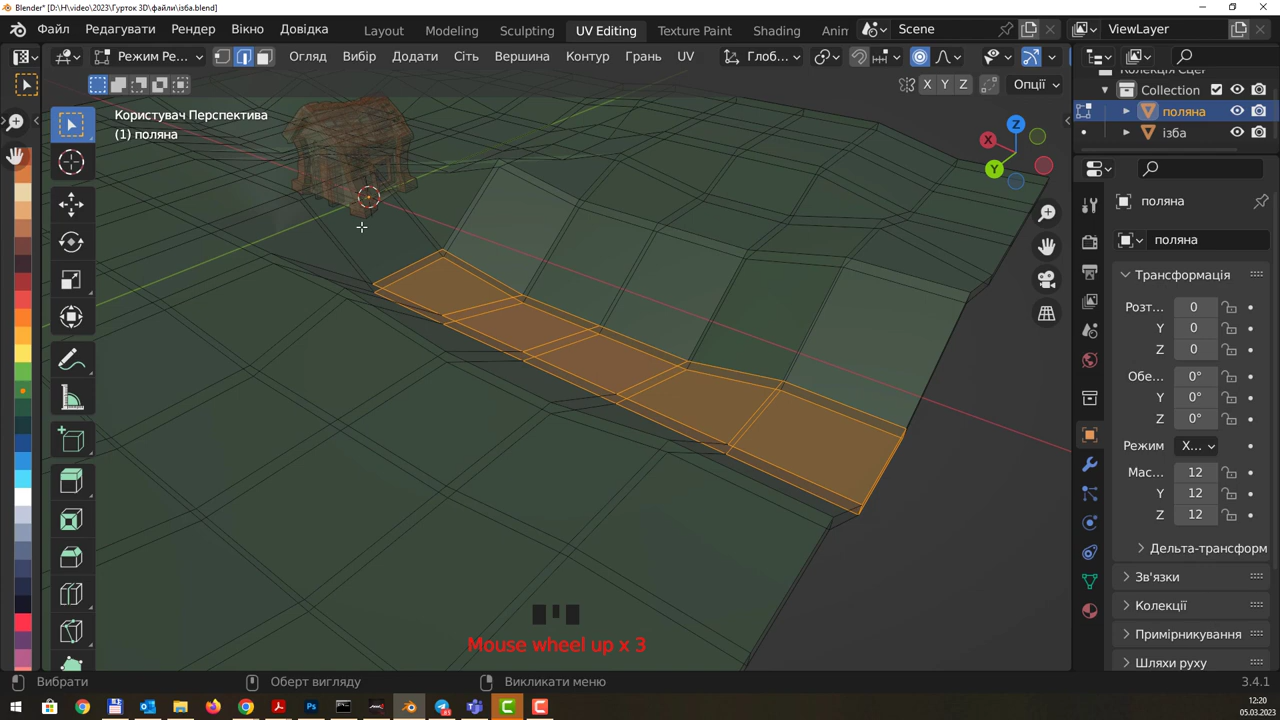 Blender* [D:\H\video\2023\Гурток 3D\файли\ізба.blend]
Файл Редагувати Рендер Вікно Довідка Layout Modeling Sculpting UV Editing Texture Paint Shading Anim Scene ViewLayer
Режим Ре... Огляд Вибір Додати Сіть Вершина Контур Грань UV Глоб...
X Y Z Опції
Користувач Перспектива
(1) поляна
X
Y
Z
Колекція Сцен
Collection
поляна
ізба
поляна
поляна
Трансформація
Розт... 0
Y 0
Z 0
Обе... 0°
Y 0°
Z 0°
Режим X...
Мас... 12
Y 12
Z 12
Дельта-трансформ
Зв'язки
Колекції
Примірникування
Шляхи руху
Mouse wheel up x 3
Вибрати Оберт вигляду Викликати меню 3.4.1
12:20
05.03.2023